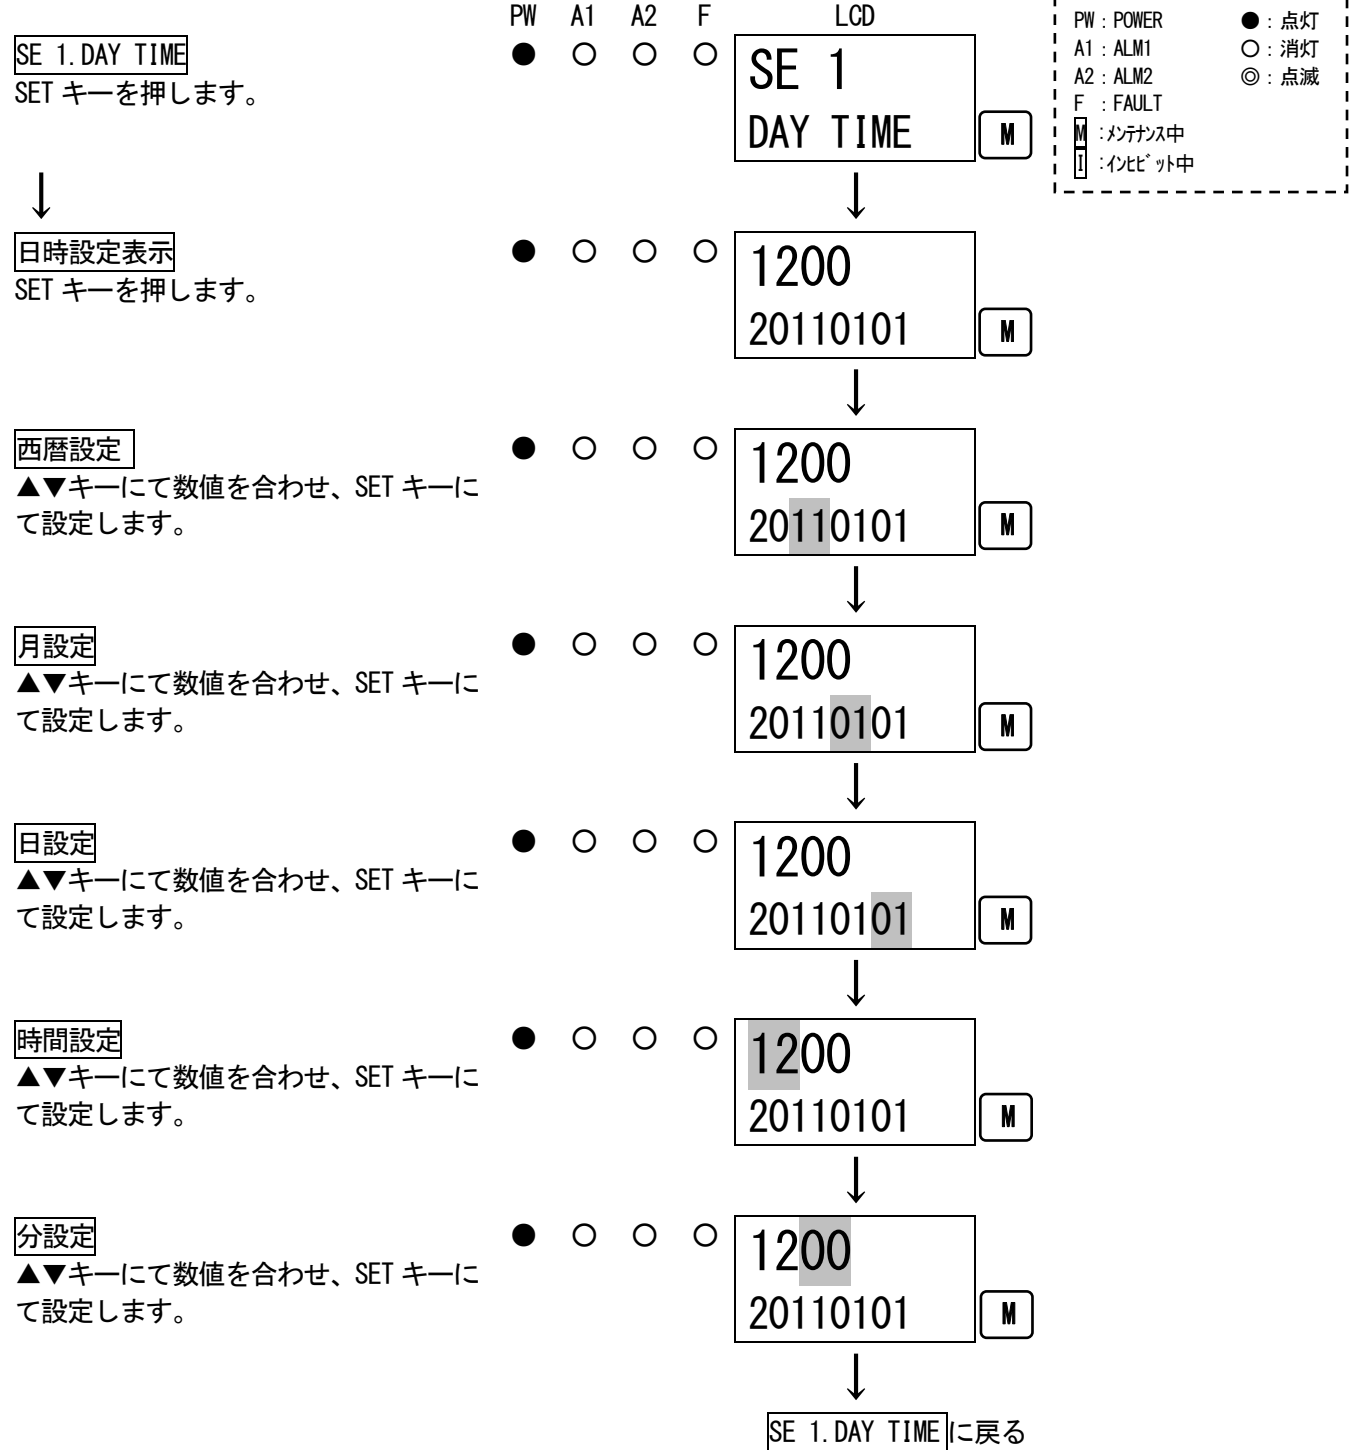 PW A1 A2 F LCD
PW : POWER ● : 点灯
A1 : ALM1 ○ : 消灯
A2 : ALM2 ◎ : 点滅
F : FAULT
M :ﾒﾝﾃﾅﾝｽ中
I :ｲﾝﾋﾋﾞｯﾄ中
SE 1.DAY TIME ● ○ ○ ○ SE 1
SET キーを押します。
DAY TIME M
↓ ↓
日時設定表示 ● ○ ○ ○ 1200
SET キーを押します。
20110101 M
↓
西暦設定 ● ○ ○ ○ 1200
▲▼キーにて数値を合わせ、SET キーに
て設定します。 20110101 M
↓
月設定 ● ○ ○ ○ 1200
▲▼キーにて数値を合わせ、SET キーに
て設定します。 20110101 M
↓
日設定 ● ○ ○ ○ 1200
▲▼キーにて数値を合わせ、SET キーに
て設定します。 20110101 M
↓
時間設定 ● ○ ○ ○ 1200
▲▼キーにて数値を合わせ、SET キーに
て設定します。 20110101 M
↓
分設定 ● ○ ○ ○ 1200
▲▼キーにて数値を合わせ、SET キーに
て設定します。 20110101 M
↓
SE 1.DAY TIME に戻る